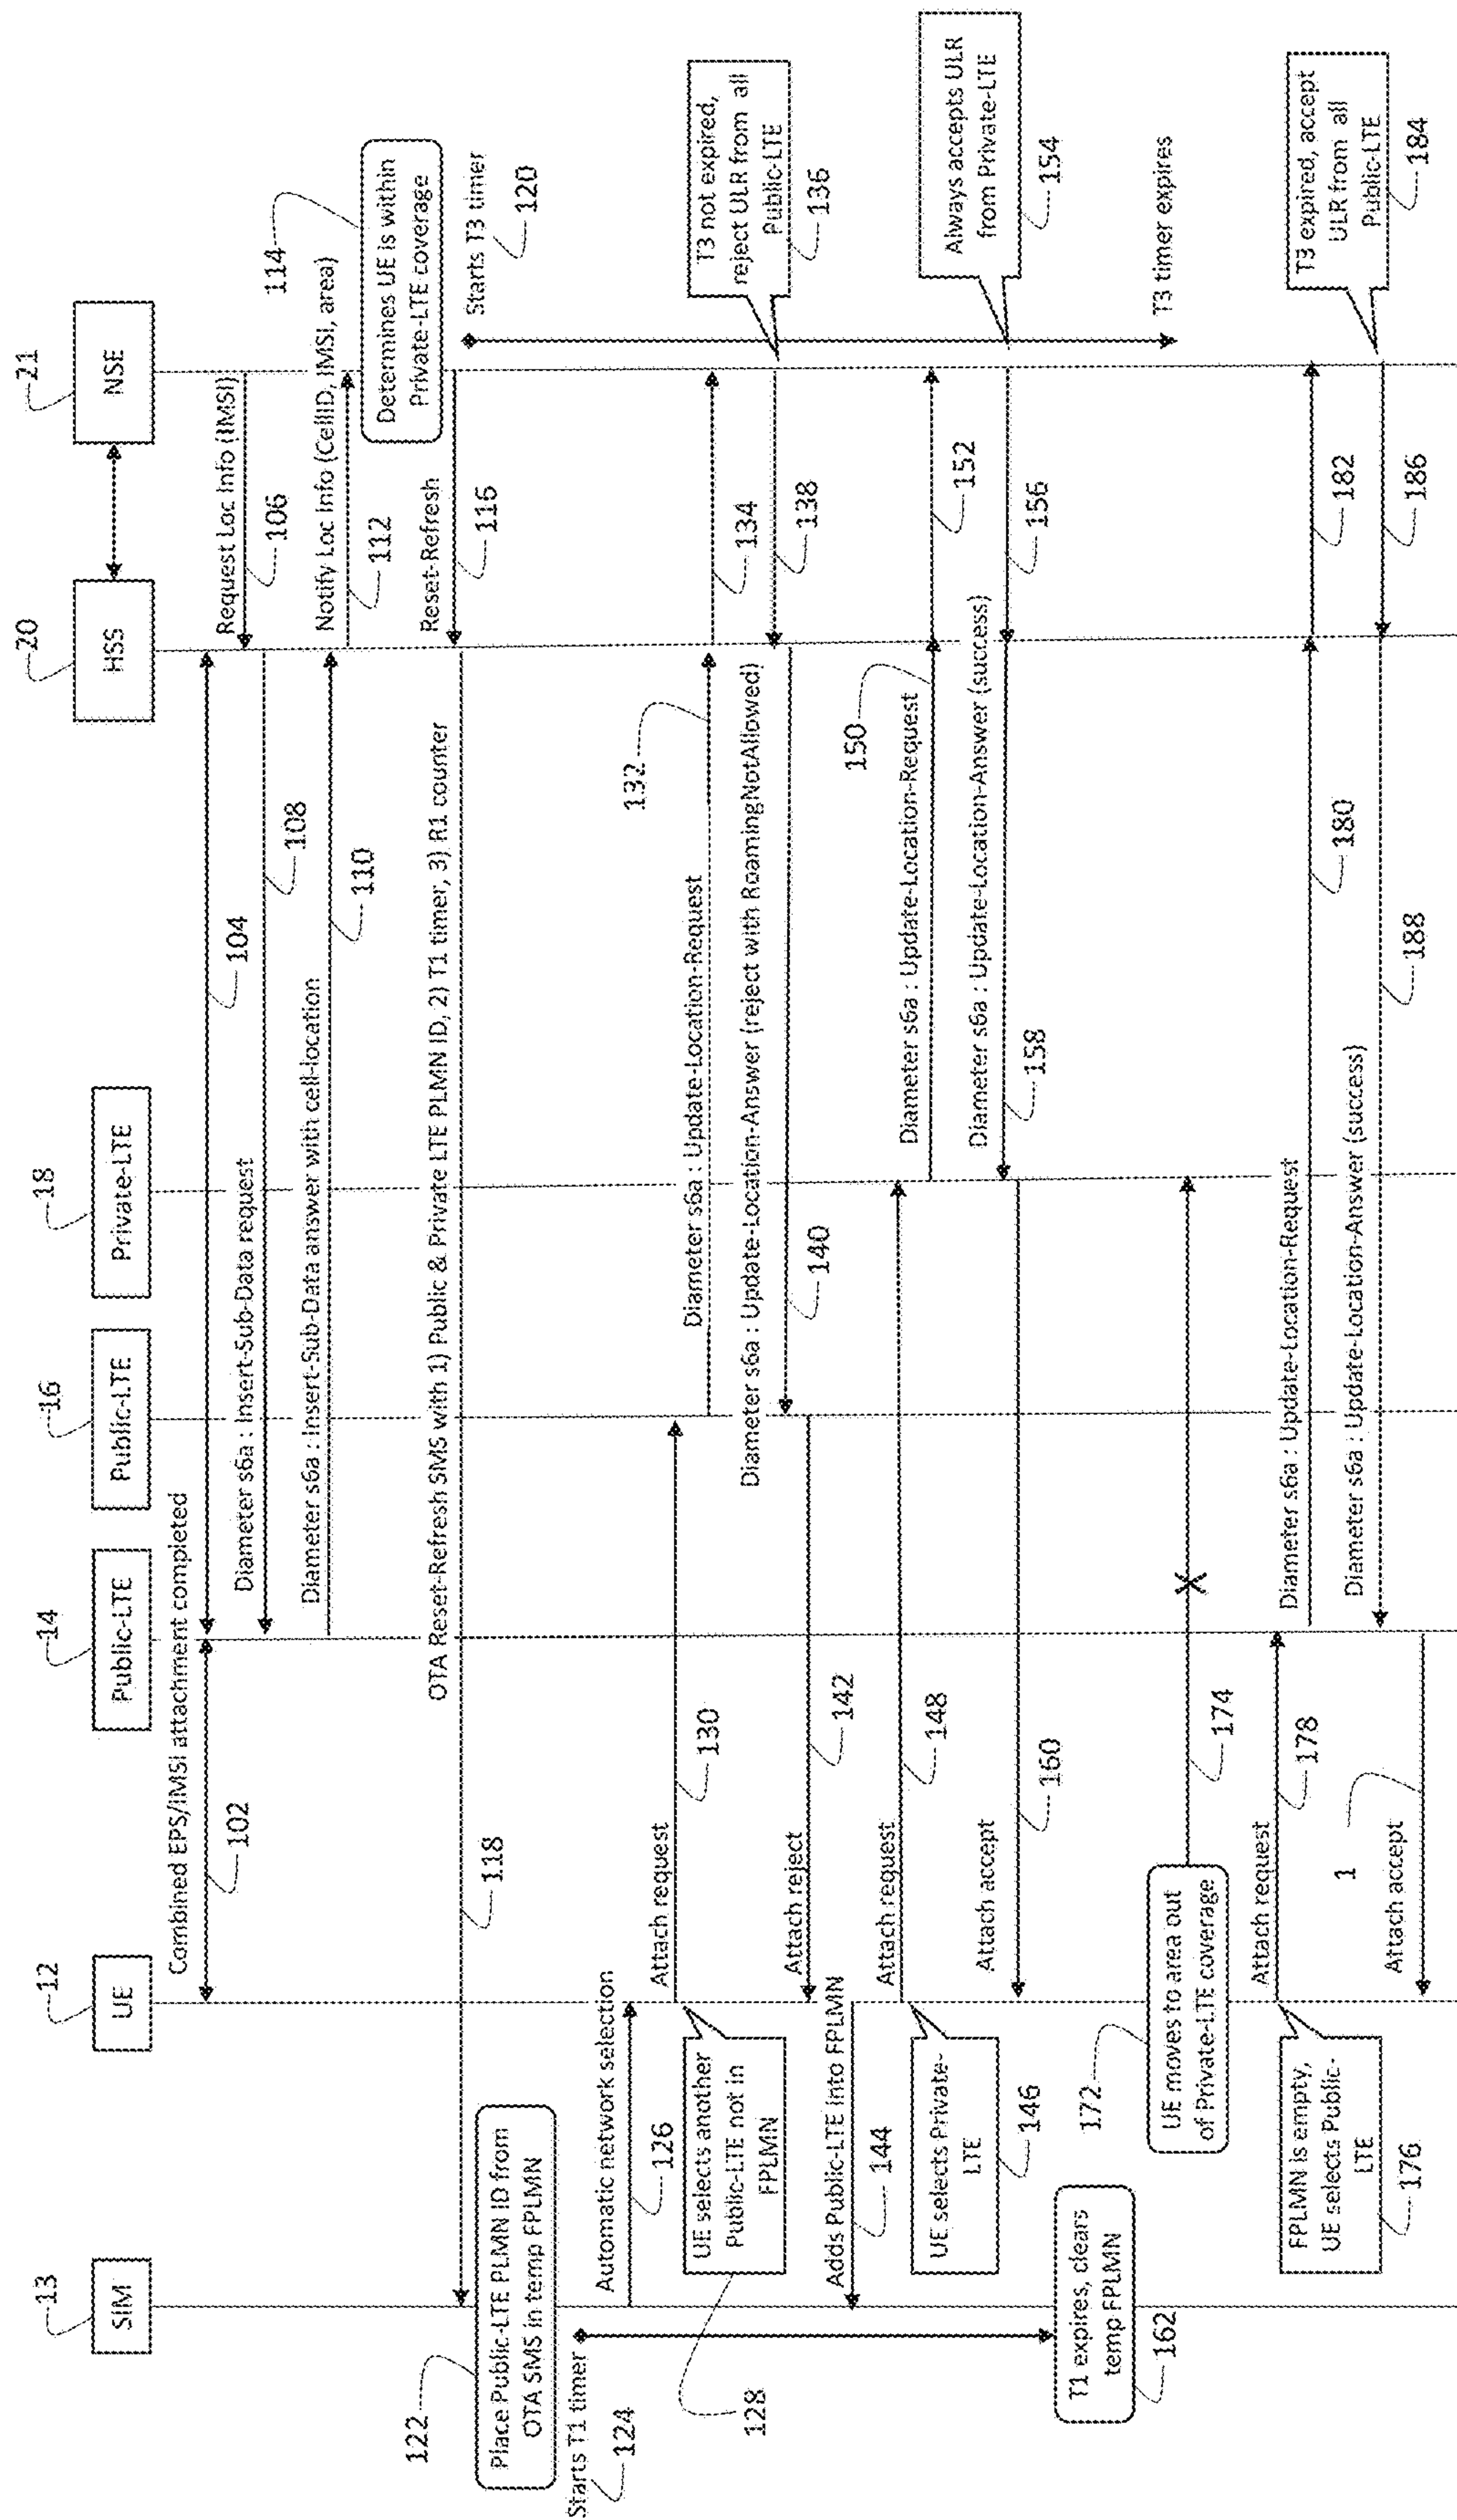 13
SIM
12
UE
14
Public-LTE
16
Public-LTE
18
Private-LTE
20
HSS
21
NSE
Combined EPS/IMSI attachment completed
102
104
Request Loc Info (IMSI)
106
Diameter s6a : Insert-Sub-Data request
108
Diameter s6a : Insert-Sub-Data answer with cell-location
110
Notify Loc Info (CellID, IMSI, area)
112
114
Determines UE is within
Private-LTE coverage
Reset-Refresh
116
OTA Reset-Refresh SMS with 1) Public & Private LTE PLMN ID, 2) T1 timer, 3) R1 counter
118
Starts T3 timer
120
122
Place Public-LTE PLMN ID from
OTA SMS in temp FPLMN
Starts T1 timer
124
Automatic network selection
126
UE selects another
Public-LTE not in
FPLMN
128
Attach request
130
Diameter s6a : Update-Location-Request
132
134
T3 not expired,
reject ULR from all
Public-LTE
136
138
Diameter s6a : Update-Location-Answer (reject with RoamingNotAllowed)
140
Attach reject
142
Adds Public-LTE into FPLMN
144
UE selects Private-
LTE
146
Attach request
148
Diameter s6a : Update-Location-Request
150
152
Always accepts ULR
from Private-LTE
154
156
Diameter s6a : Update-Location-Answer (success)
158
Attach accept
160
T1 expires, clears
temp FPLMN
162
T3 timer expires
172
UE moves to area out
of Private-LTE coverage
174
FPLMN is empty,
UE selects Public-
LTE
176
Attach request
178
Diameter s6a : Update-Location-Request
180
182
T3 expired, accept
ULR from all
Public-LTE
184
186
Diameter s6a : Update-Location-Answer (success)
188
1
Attach accept